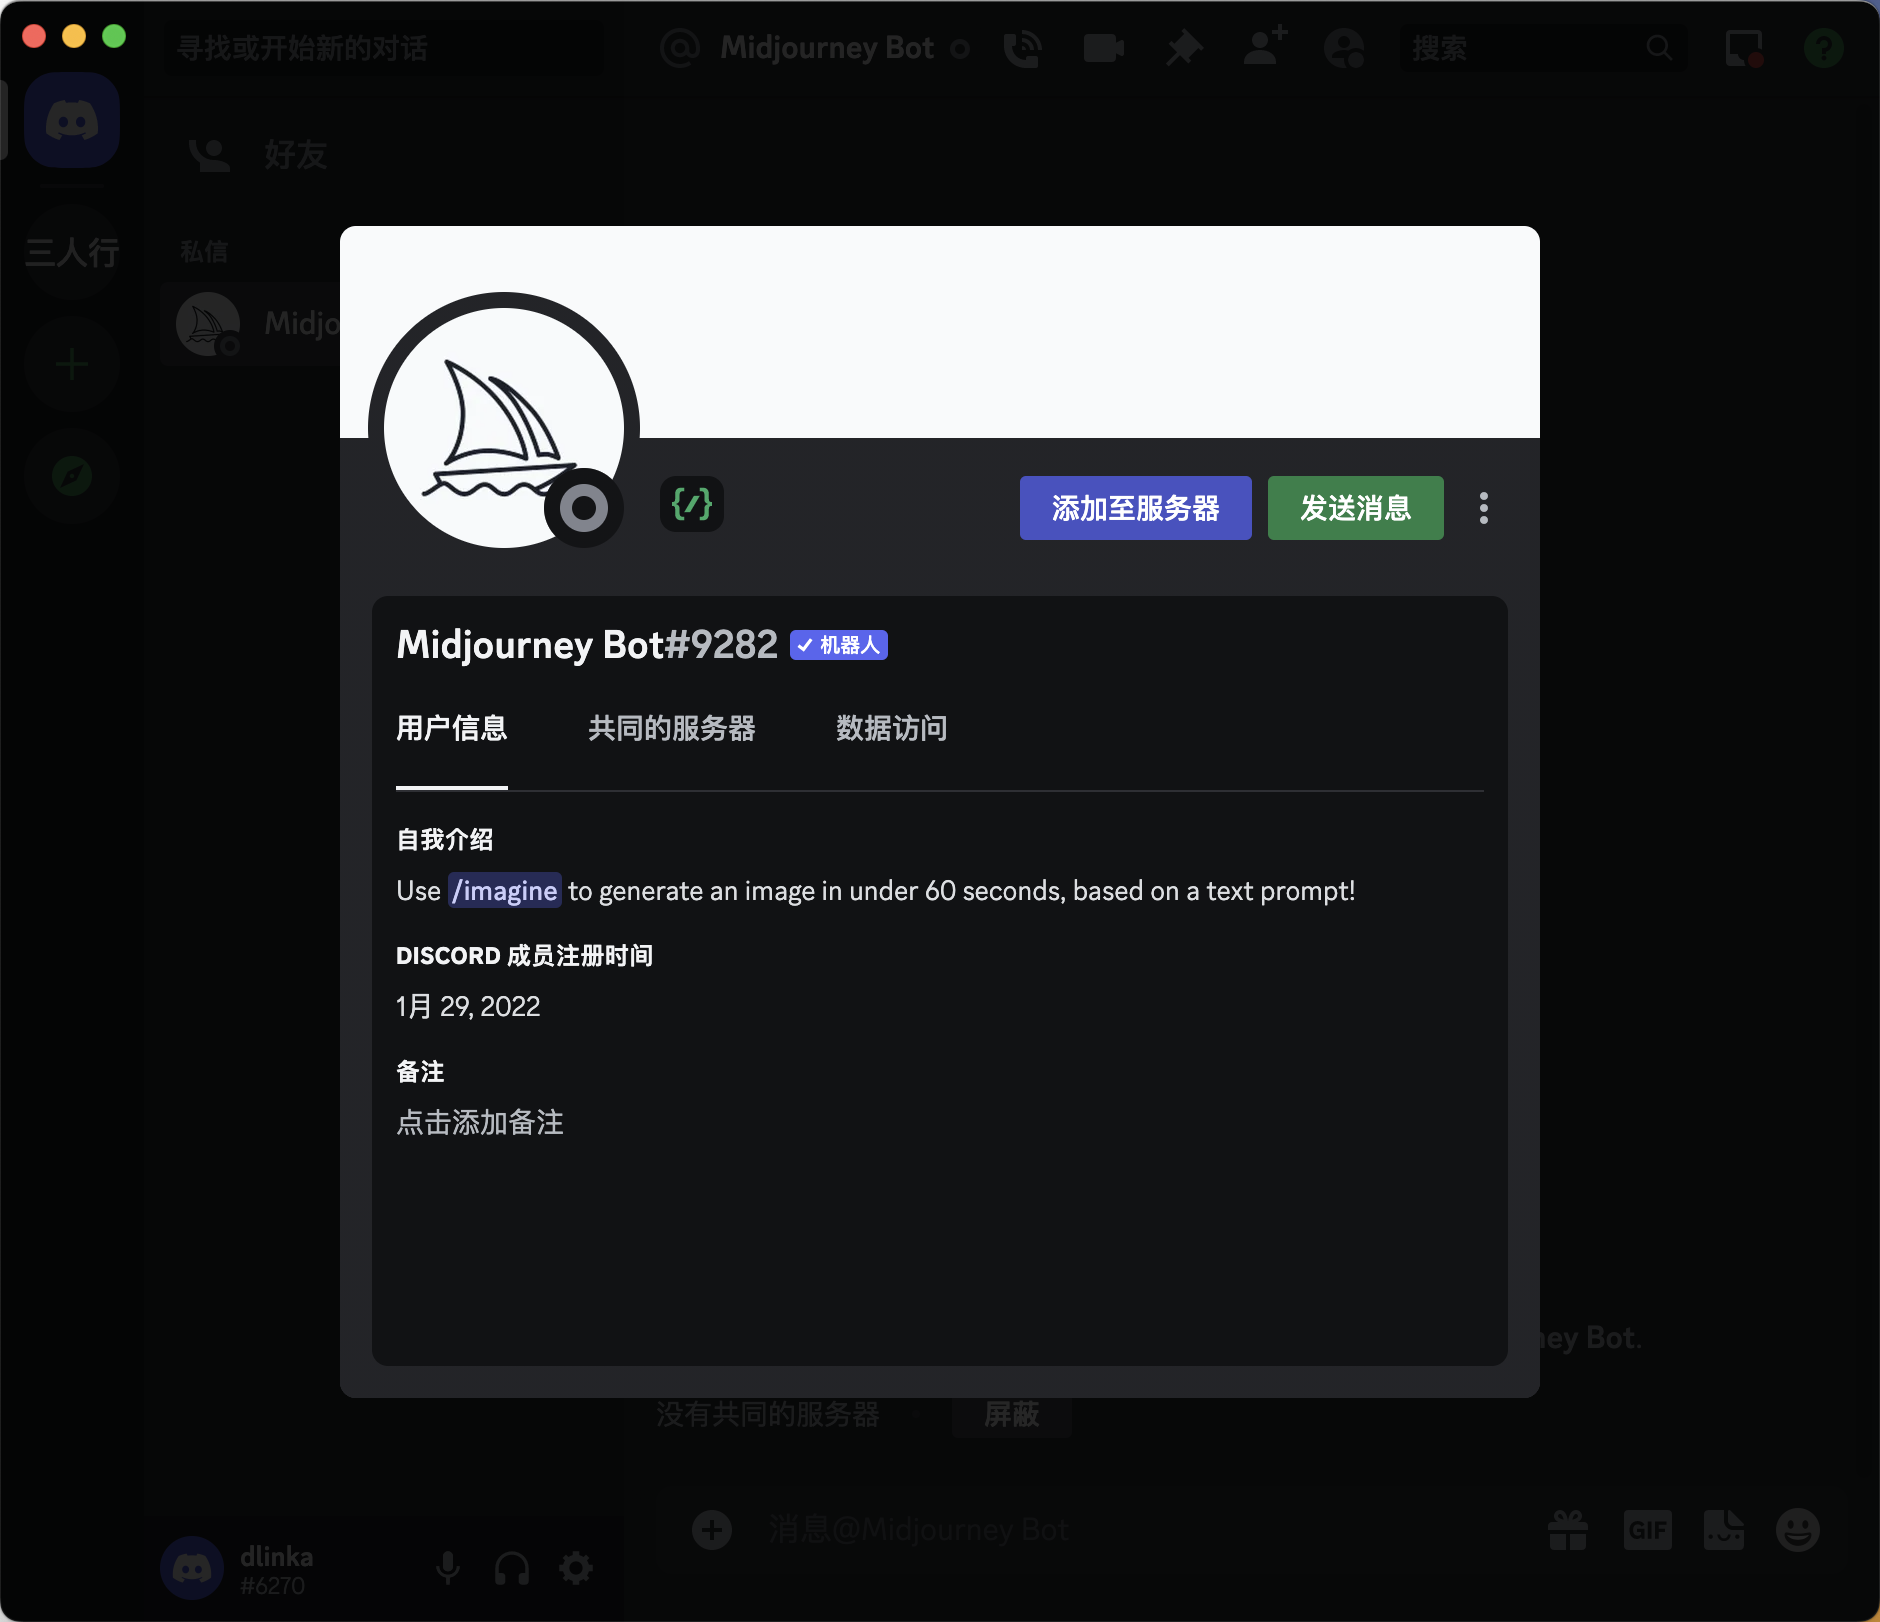 寻找或开始新的对话
Midjourney Bot
搜索
好友
三人行
私信
Midjo
添加至服务器
发送消息
Midjourney Bot#9282
机器人
用户信息
共同的服务器
数据访问
自我介绍
Use /imagine to generate an image in under 60 seconds, based on a text prompt!
DISCORD 成员注册时间
1月 29, 2022
备注
点击添加备注
ney Bot.
没有共同的服务器
屏蔽
消息@Midjourney Bot
GIF
dlinka
#6270